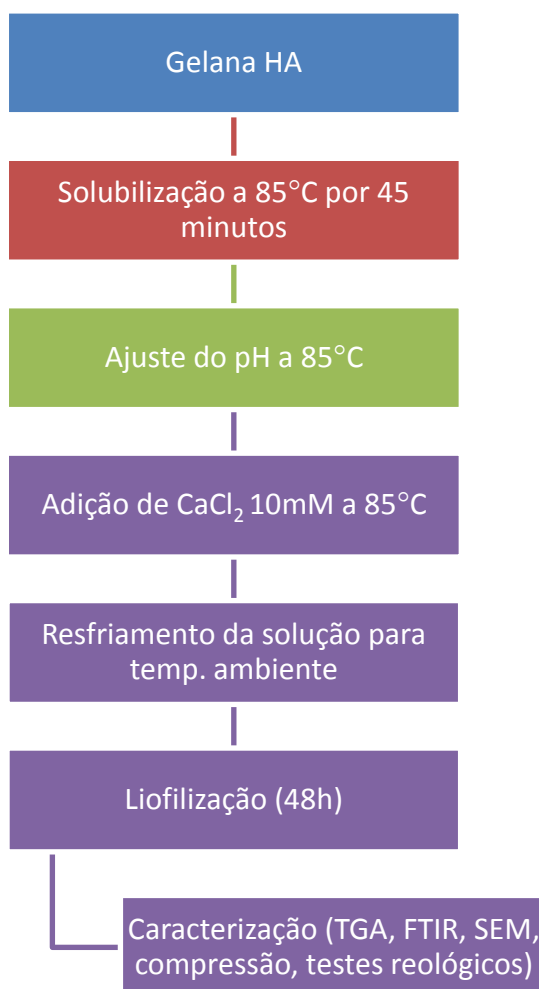 Gelana HA
Solubilização a 85°C por 45
minutos
Ajuste do pH a 85°C
Adição de CaCl₂ 10mM a 85°C
Resfriamento da solução para
temp. ambiente
Liofilização (48h)
Caracterização (TGA, FTIR, SEM,
compressão, testes reológicos)